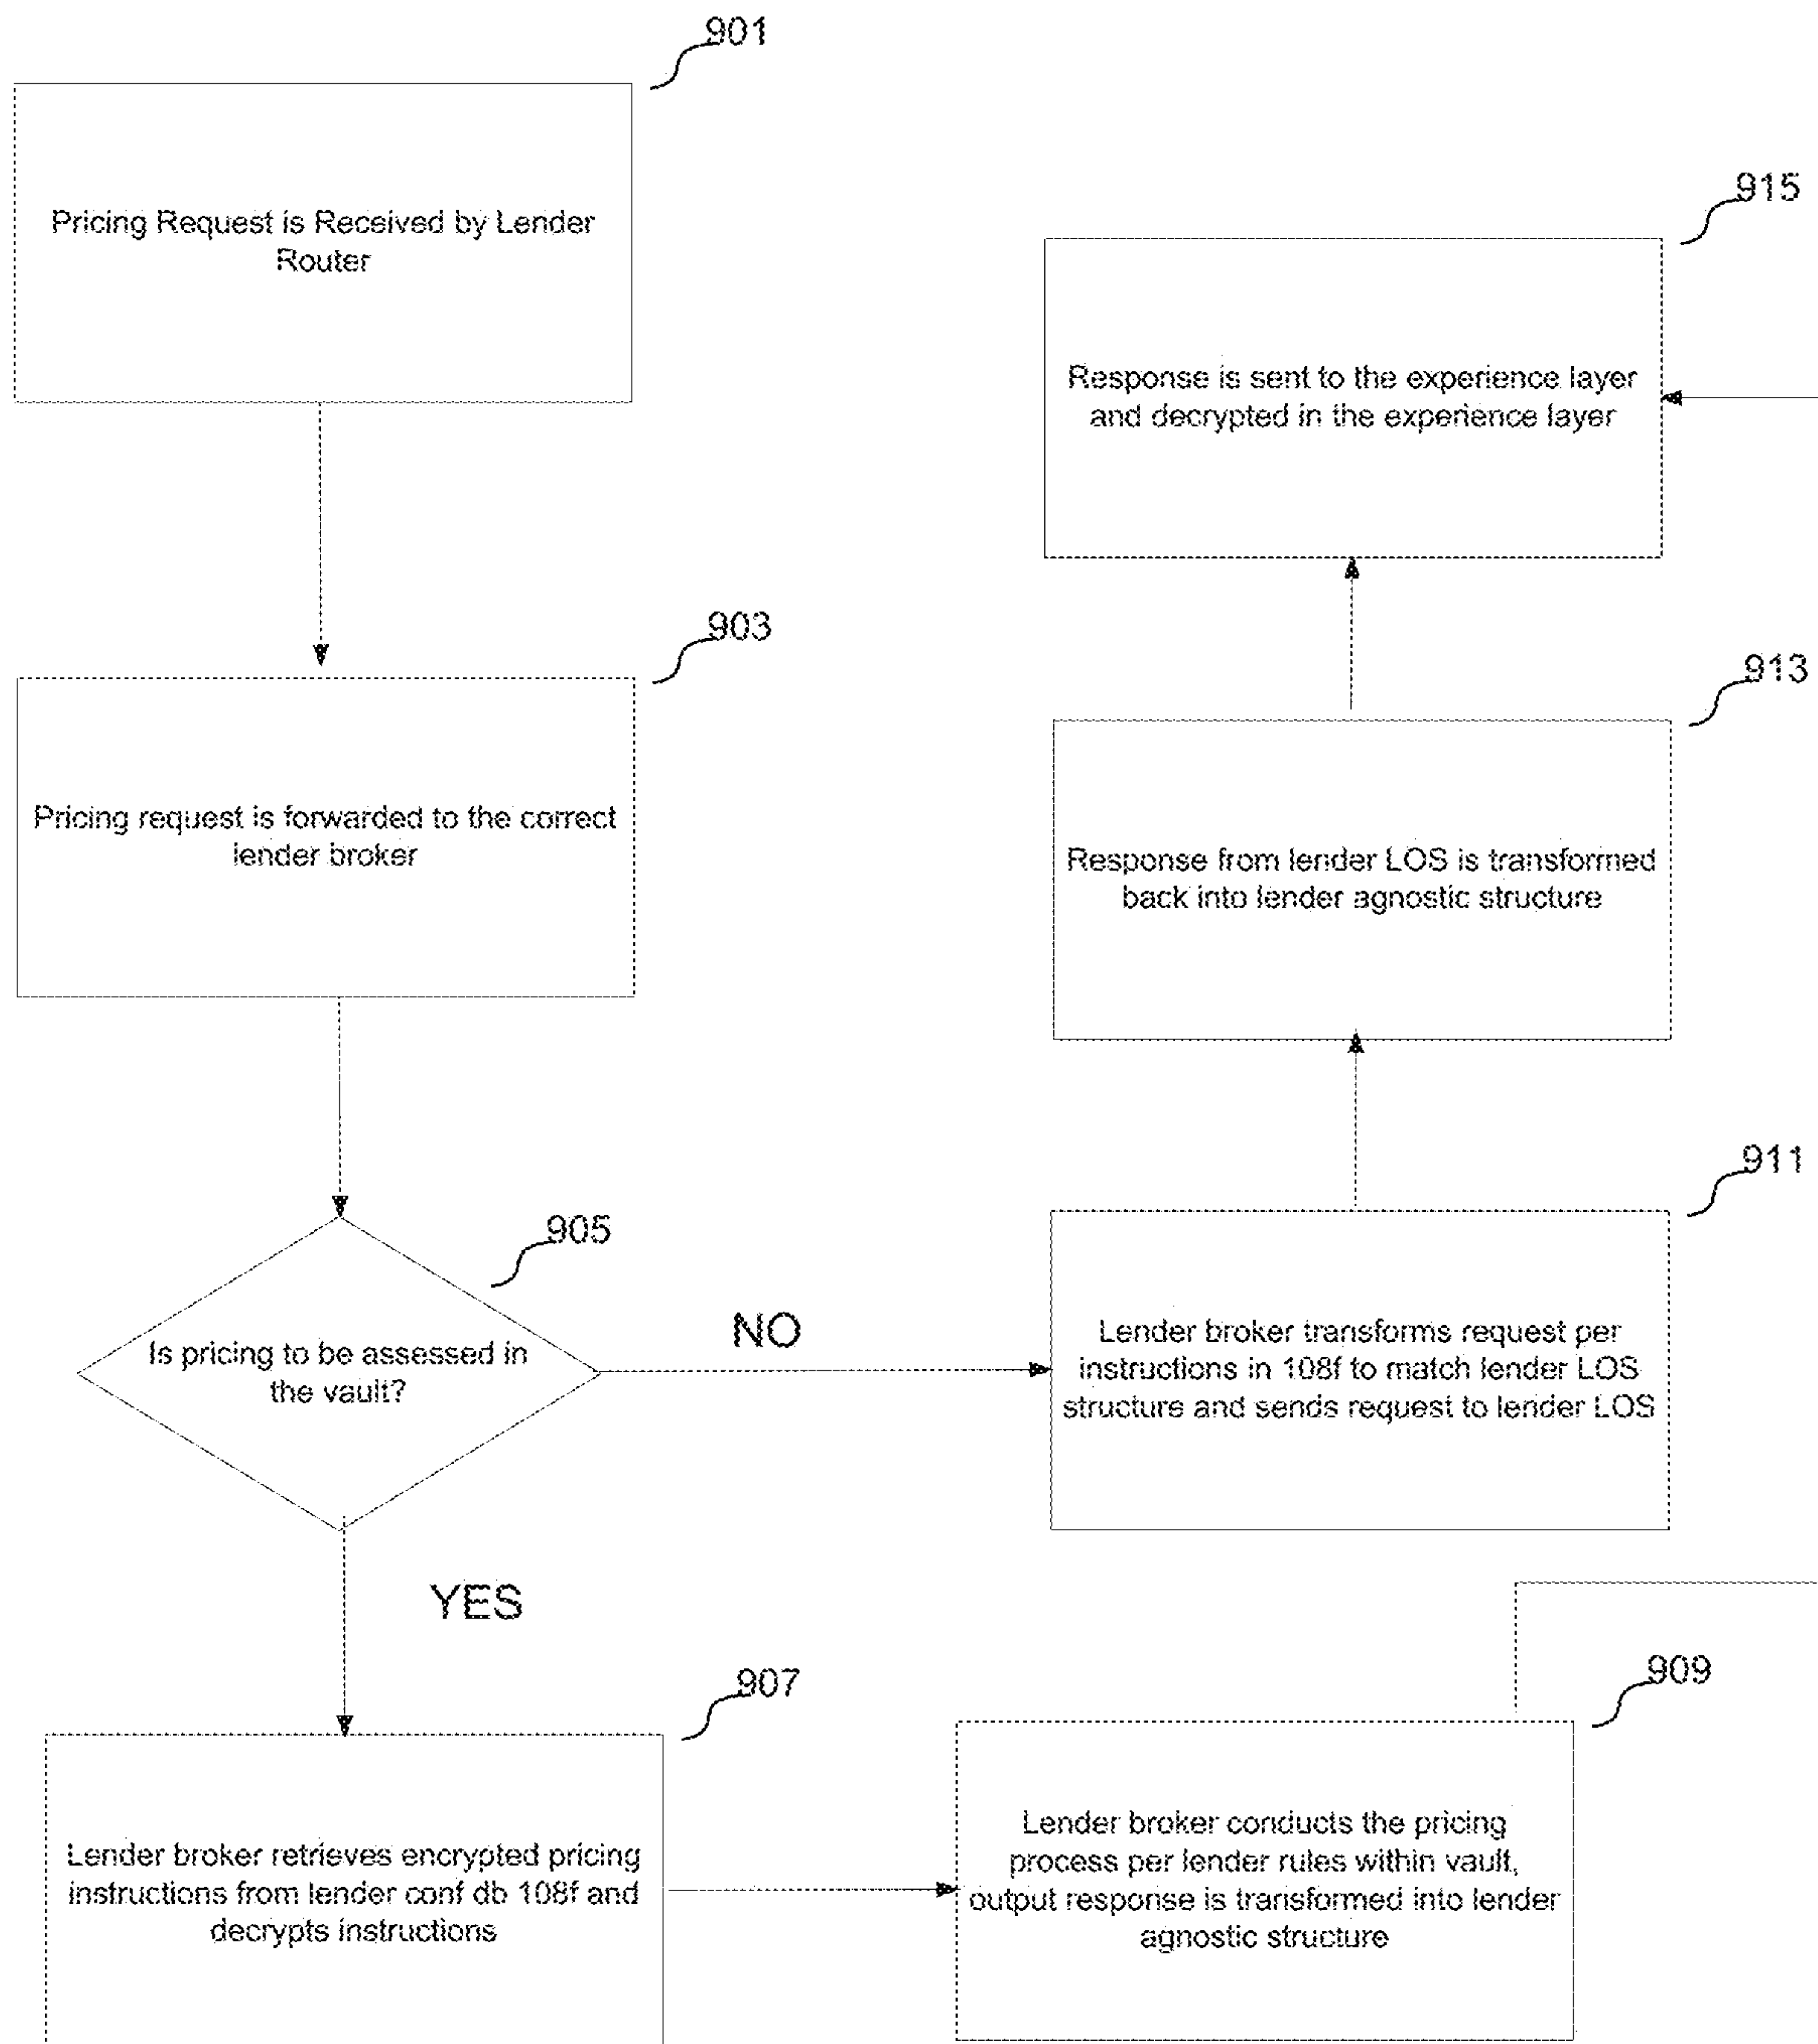 901
Pricing Request is Received by Lender
Router
903
Pricing request is forwarded to the correct
lender broker
905
Is pricing to be assessed in
the vault?
NO
YES
907
Lender broker retrieves encrypted pricing
instructions from lender conf db 108f and
decrypts instructions
909
Lender broker conducts the pricing
process per lender rules within vault,
output response is transformed into lender
agnostic structure
911
Lender broker transforms request per
instructions in 108f to match lender LOS
structure and sends request to lender LOS
913
Response from lender LOS is transformed
back into lender agnostic structure
915
Response is sent to the experience layer
and decrypted in the experience layer